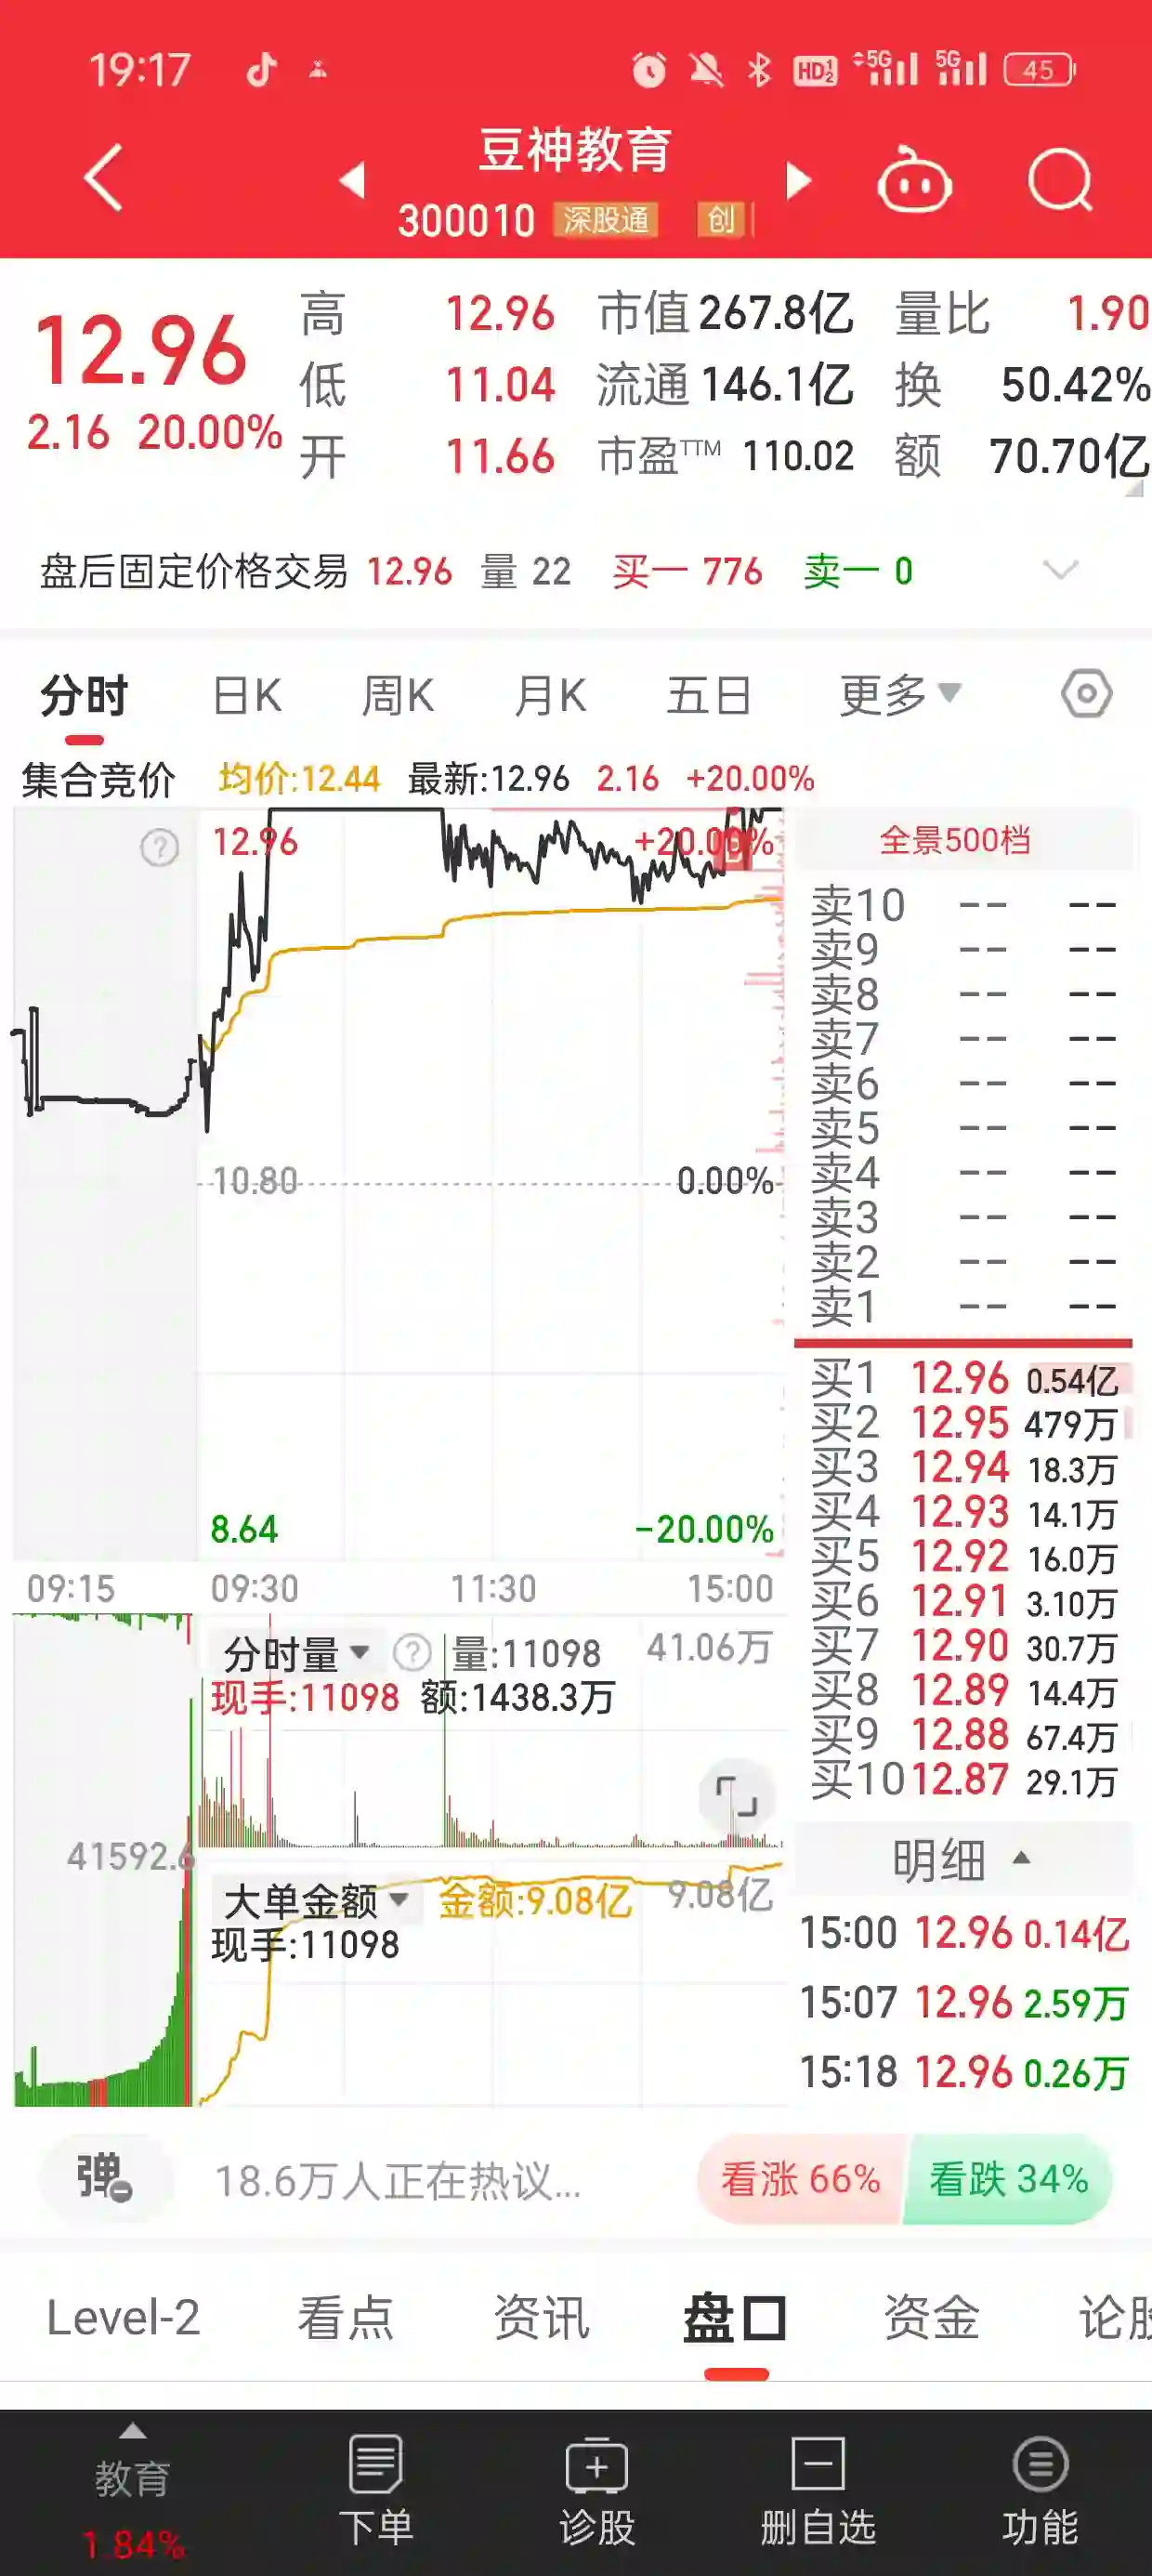 19:17 HD 1 2 5G 5G 45
豆神教育
300010 深股通 创
12.96
2.16 20.00%
高 12.96 市值 267.8亿 量比 1.90
低 11.04 流通 146.1亿 换 50.42%
开 11.66 市盈TTM 110.02 额 70.70亿
盘后固定价格交易 12.96 量 22 买一 776 卖一 0
分时 日K 周K 月K 五日 更多
集合竞价 均价:12.44 最新:12.96 2.16 +20.00%
12.96 +20.00%
10.80 0.00%
8.64 -20.00%
09:15 09:30 11:30 15:00
分时量 ? 量:11098 41.06万
现手:11098 额:1438.3万
41592.6
大单金额 金额:9.08亿 9.08亿
现手:11098
?
全景500档
卖10 -- --
卖9 -- --
卖8 -- --
卖7 -- --
卖6 -- --
卖5 -- --
卖4 -- --
卖3 -- --
卖2 -- --
卖1 -- --
买1 12.96 0.54亿
买2 12.95 479万
买3 12.94 18.3万
买4 12.93 14.1万
买5 12.92 16.0万
买6 12.91 3.10万
买7 12.90 30.7万
买8 12.89 14.4万
买9 12.88 67.4万
买10 12.87 29.1万
明细
15:00 12.96 0.14亿
15:07 12.96 2.59万
15:18 12.96 0.26万
弹 18.6万人正在热议... 看涨 66% 看跌 34%
Level-2 看点 资讯 盘口 资金 论
教育 下单 诊股 删自选 功能
1.84%